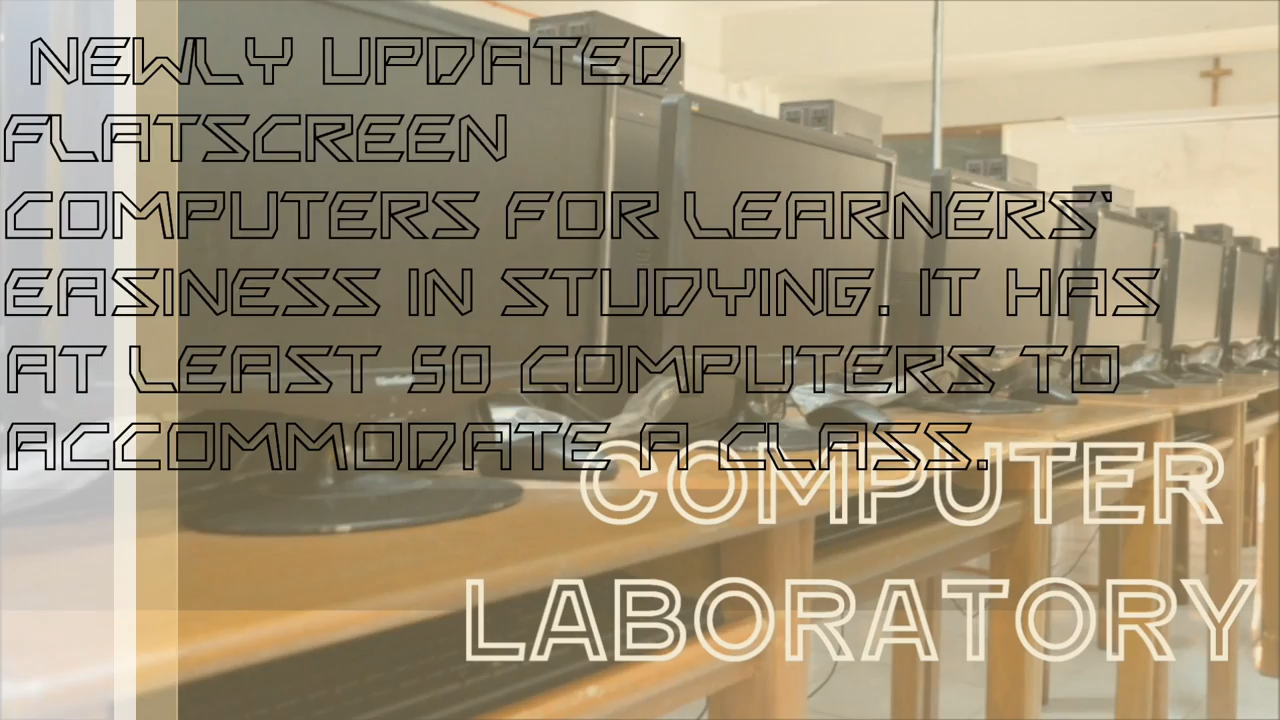 NEWLY UPDATED
FLATSCREEN
COMPUTERS FOR LEARNERS'
EASINESS IN STUDYING. IT HAS
AT LEAST 50 COMPUTERS TO
ACCOMMODATE A CLASS.
COMPUTER
LABORATORY